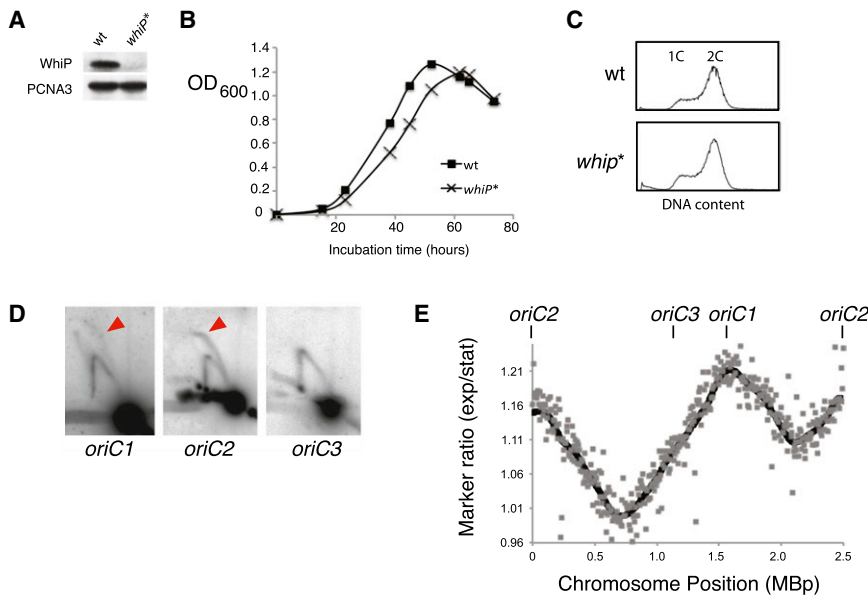 A
wt
whiP*
WhiP
PCNA3
B
OD600
1.4
1.2
1.0
0.8
0.6
0.4
0.2
0
20
40
60
80
wt
whiP*
Incubation time (hours)
C
1C
2C
wt
whip*
DNA content
D
oriC1
oriC2
oriC3
E
oriC2
oriC3
oriC1
oriC2
Marker ratio (exp/stat)
1.21
1.16
1.11
1.06
1.01
0.96
0
0.5
1.0
1.5
2.0
2.5
Chromosome Position (MBp)